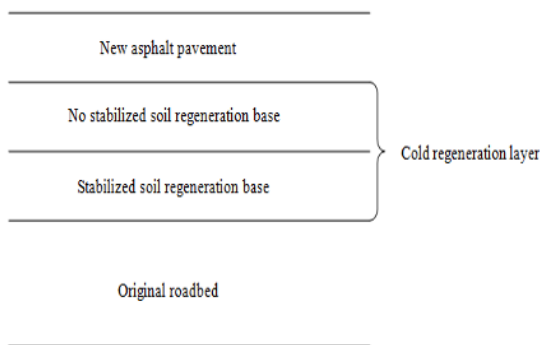 New asphalt pavement
No stabilized soil regeneration base
Cold regeneration layer
Stabilized soil regeneration base
Original roadbed